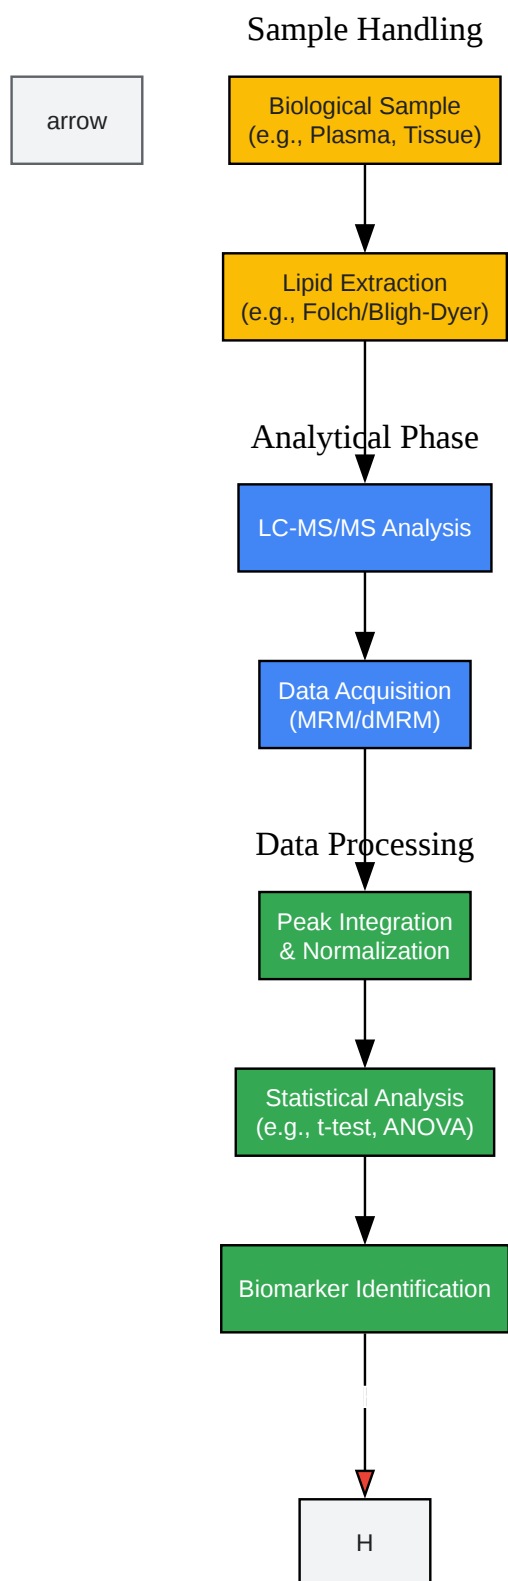 Sample Handling
arrow
Biological Sample
(e.g., Plasma, Tissue)
Lipid Extraction
(e.g., Folch/Bligh-Dyer)
Analytical Phase
LC-MS/MS Analysis
Data Acquisition
(MRM/dMRM)
Data Processing
Peak Integration
& Normalization
Statistical Analysis
(e.g., t-test, ANOVA)
Biomarker Identification
H